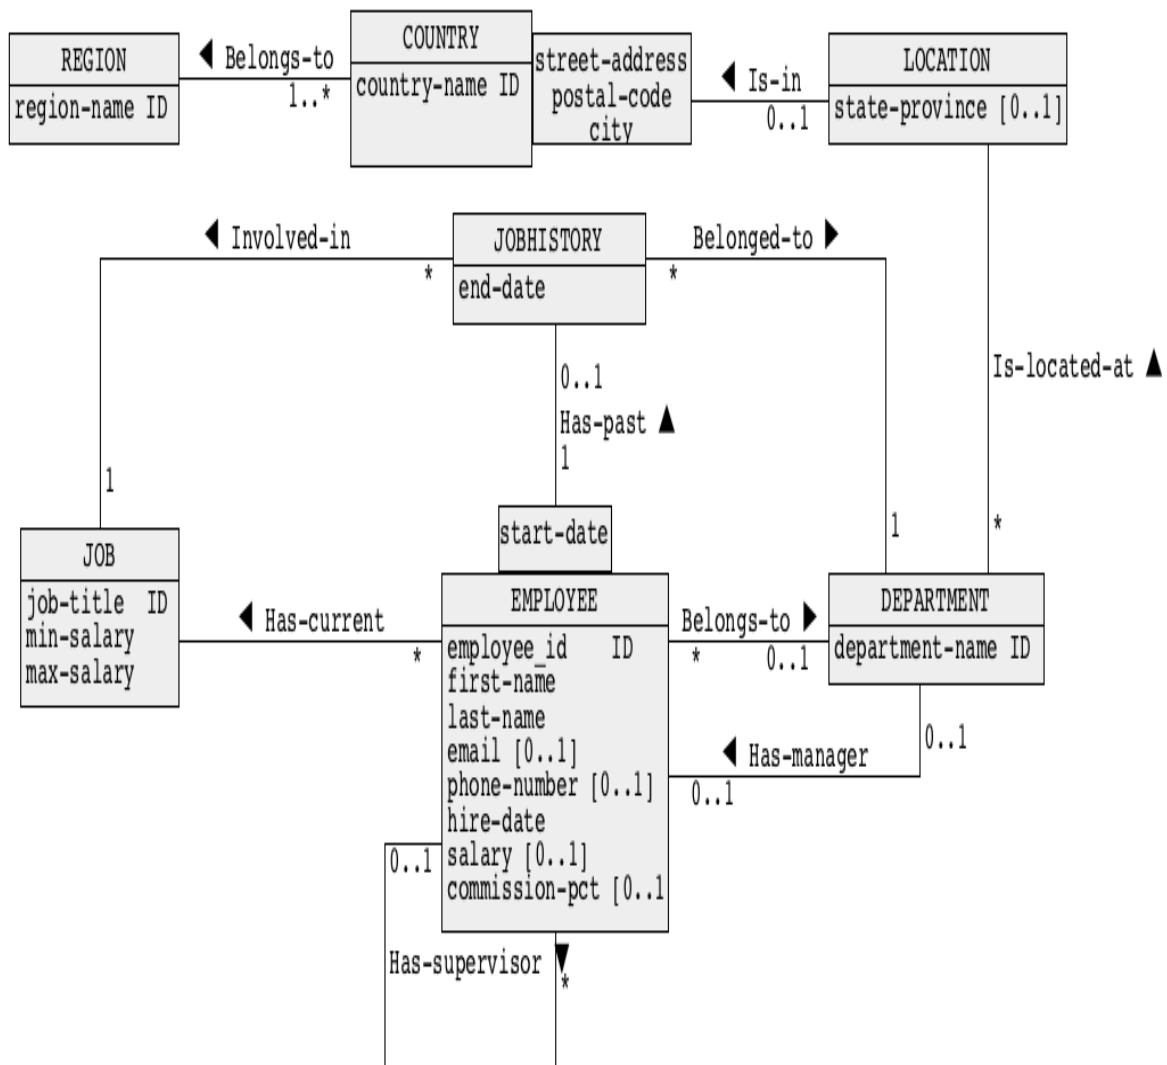 REGION
region-name ID
◀ Belongs-to
1..*
COUNTRY
country-name ID
street-address
postal-code
city
◀ Is-in
0..1
LOCATION
state-province [0..1]
◀ Involved-in
*
JOBHISTORY
end-date
Belonged-to ▶
*
0..1
Has-past ▲
1
Is-located-at ▲
1
start-date
1
*
JOB
job-title ID
min-salary
max-salary
◀ Has-current
*
EMPLOYEE
employee_id ID
first-name
last-name
email [0..1]
phone-number [0..1]
hire-date
salary [0..1]
commission-pct [0..1
Belongs-to ▶
*
0..1
DEPARTMENT
department-name ID
0..1
◀ Has-manager
0..1
0..1
Has-supervisor ▼
*